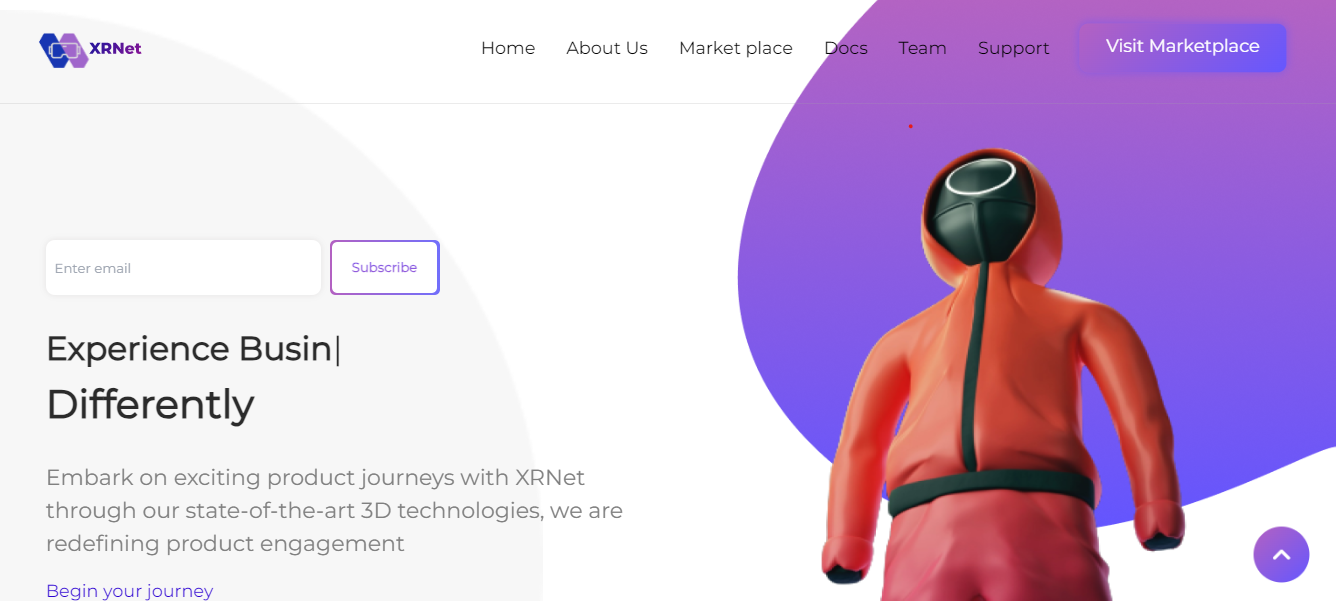 XRNet
Home About Us Market place Docs Team Support Visit Marketplace
Enter email Subscribe
Experience Busin|
Differently
Embark on exciting product journeys with XRNet
through our state-of-the-art 3D technologies, we are
redefining product engagement
Begin your journey